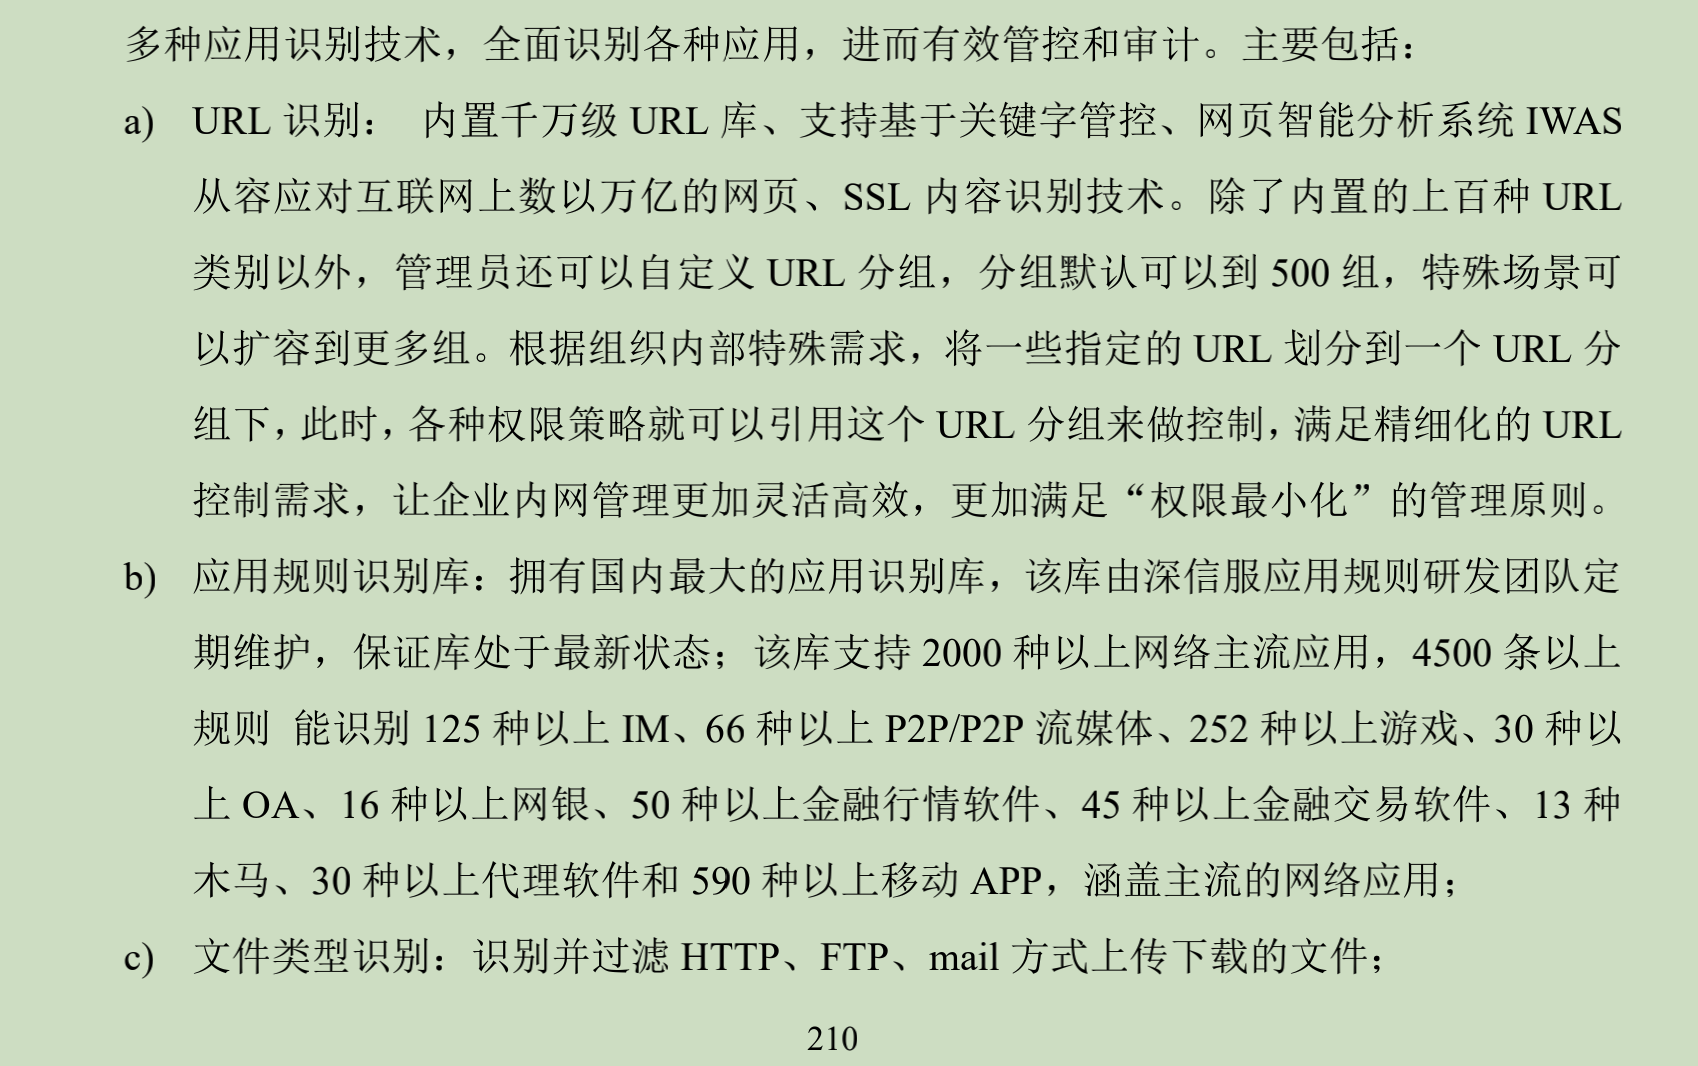 多种应用识别技术，全面识别各种应用，进而有效管控和审计。主要包括：
a) URL 识别： 内置千万级 URL 库、支持基于关键字管控、网页智能分析系统 IWAS
从容应对互联网上数以万亿的网页、SSL 内容识别技术。除了内置的上百种 URL
类别以外，管理员还可以自定义 URL 分组，分组默认可以到 500 组，特殊场景可
以扩容到更多组。根据组织内部特殊需求，将一些指定的 URL 划分到一个 URL 分
组下，此时，各种权限策略就可以引用这个 URL 分组来做控制，满足精细化的 URL
控制需求，让企业内网管理更加灵活高效，更加满足“权限最小化”的管理原则。
b) 应用规则识别库：拥有国内最大的应用识别库，该库由深信服应用规则研发团队定
期维护，保证库处于最新状态；该库支持 2000 种以上网络主流应用，4500 条以上
规则 能识别 125 种以上 IM、66 种以上 P2P/P2P 流媒体、252 种以上游戏、30 种以
上 OA、16 种以上网银、50 种以上金融行情软件、45 种以上金融交易软件、13 种
木马、30 种以上代理软件和 590 种以上移动 APP，涵盖主流的网络应用；
c) 文件类型识别：识别并过滤 HTTP、FTP、mail 方式上传下载的文件；
210